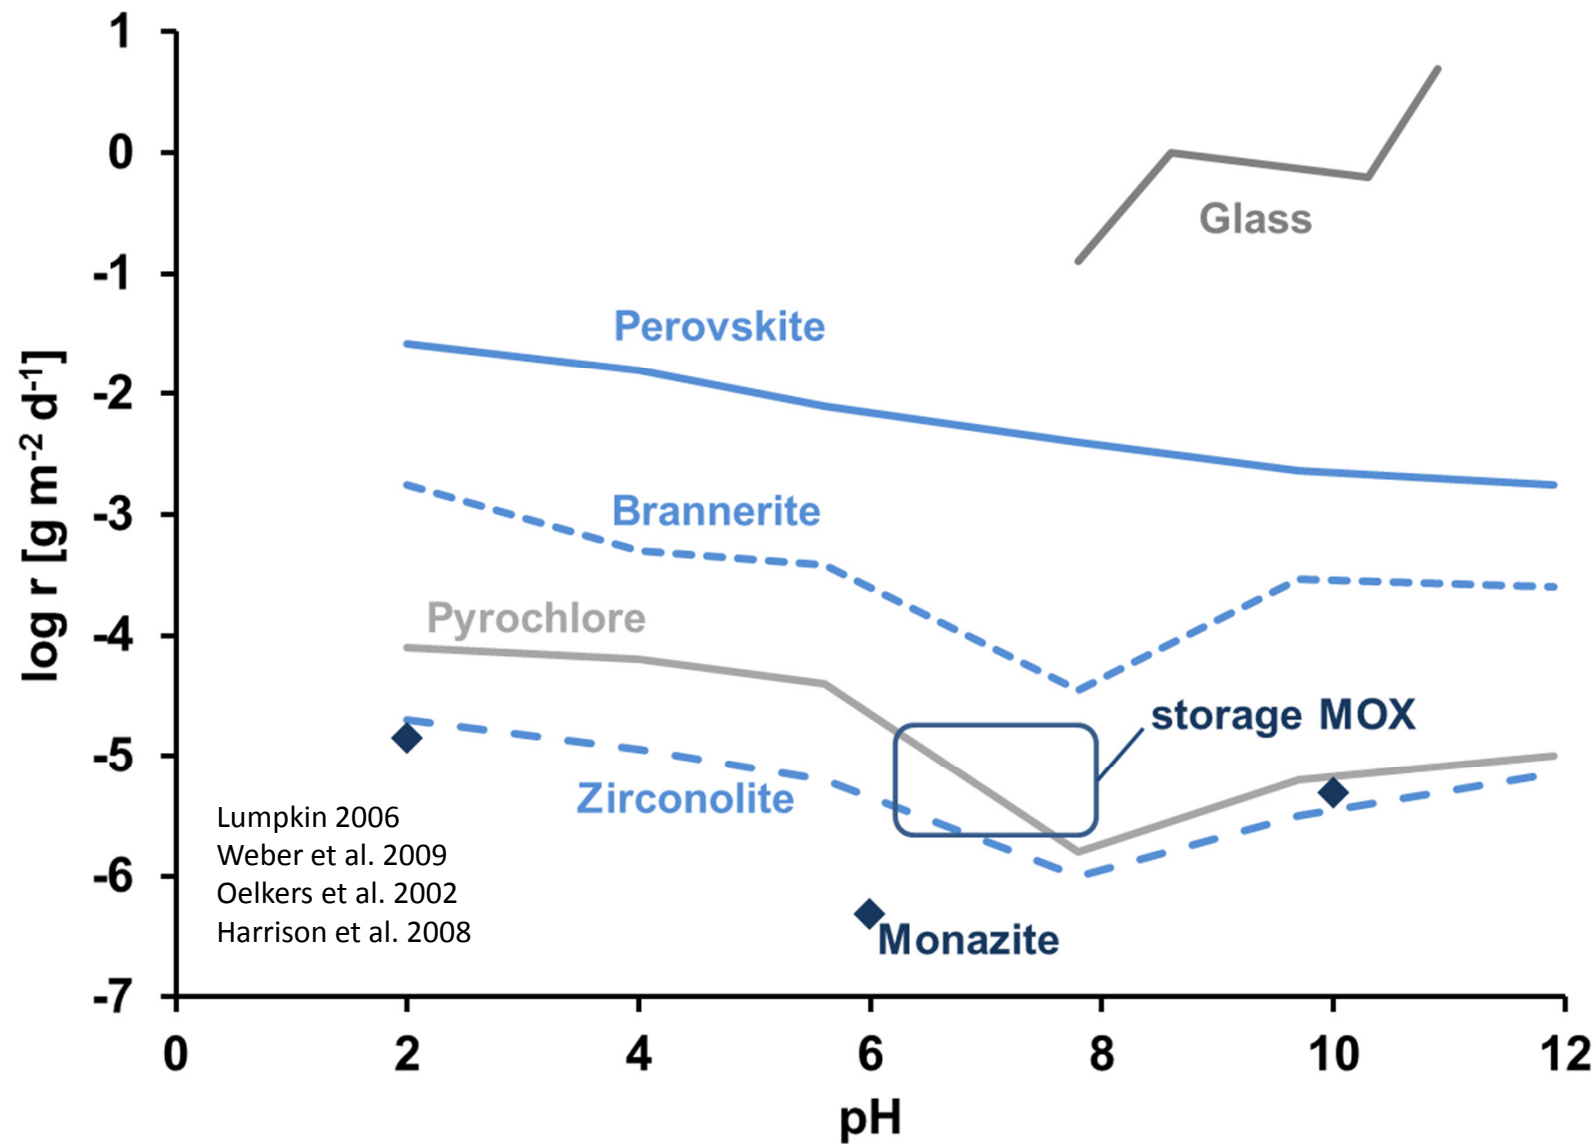 1
0
-1
-2
-3
-4
-5
-6
-7
log r [g m⁻² d⁻¹]
Glass
Perovskite
Brannerite
Pyrochlore
storage MOX
Zirconolite
Lumpkin 2006
Weber et al. 2009
Oelkers et al. 2002
Harrison et al. 2008
Monazite
0 2 4 6 8 10 12
pH